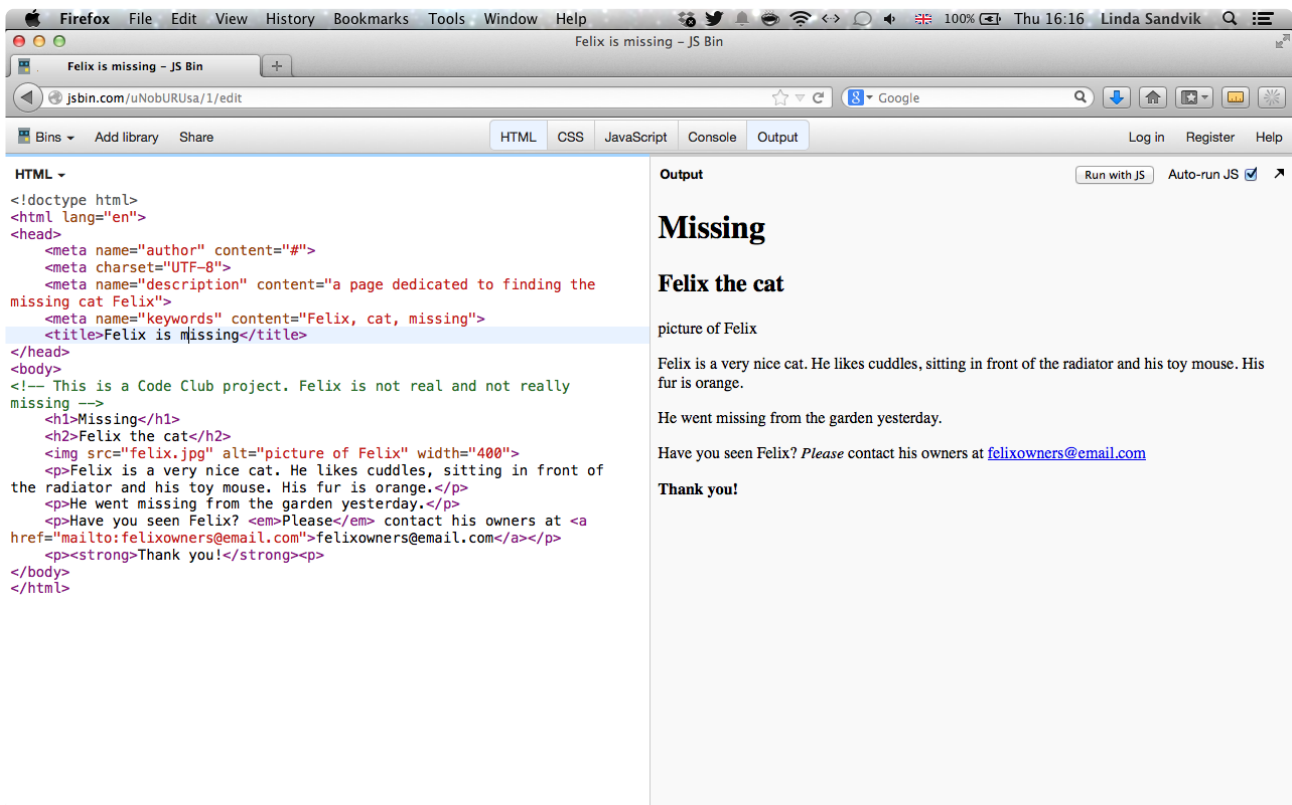 Firefox File Edit View History Bookmarks Tools Window Help 100% Thu 16:16 Linda Sandvik
Felix is missing – JS Bin
Felix is missing – JS Bin +
jsbin.com/uNobURUsa/1/edit Google
Bins Add library Share HTML CSS JavaScript Console Output Log in Register Help
HTML
<!doctype html>
<html lang="en">
<head>
    <meta name="author" content="#">
    <meta charset="UTF-8">
    <meta name="description" content="a page dedicated to finding the
missing cat Felix">
    <meta name="keywords" content="Felix, cat, missing">
    <title>Felix is missing</title>
</head>
<body>
<!-- This is a Code Club project. Felix is not real and not really
missing -->
    <h1>Missing</h1>
    <h2>Felix the cat</h2>
    <img src="felix.jpg" alt="picture of Felix" width="400">
    <p>Felix is a very nice cat. He likes cuddles, sitting in front of
the radiator and his toy mouse. His fur is orange.</p>
    <p>He went missing from the garden yesterday.</p>
    <p>Have you seen Felix? <em>Please</em> contact his owners at <a
href="mailto:felixowners@email.com">felixowners@email.com</a></p>
    <p><strong>Thank you!</strong><p>
</body>
</html>
Output Run with JS Auto-run JS
Missing
Felix the cat
picture of Felix
Felix is a very nice cat. He likes cuddles, sitting in front of the radiator and his toy mouse. His
fur is orange.
He went missing from the garden yesterday.
Have you seen Felix? Please contact his owners at felixowners@email.com
Thank you!